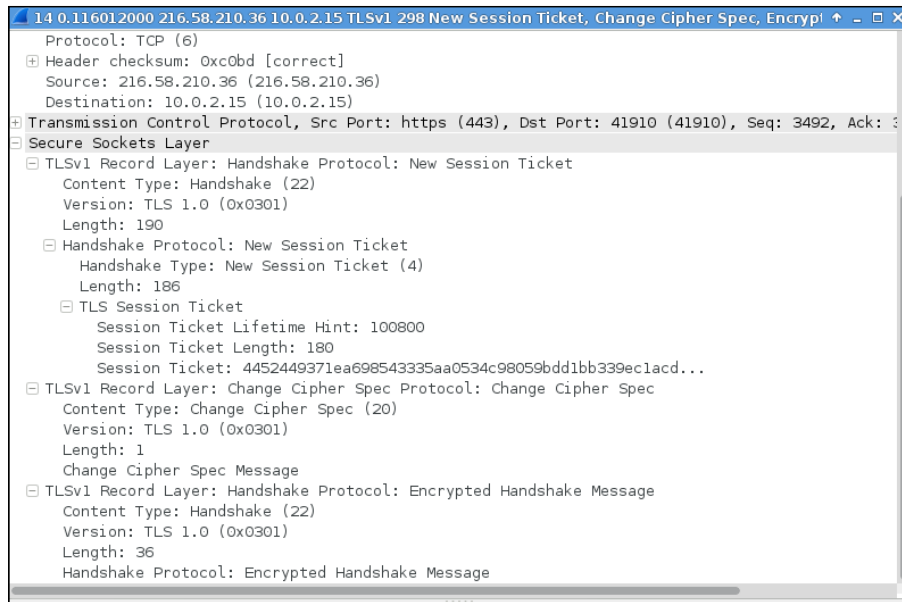 14 0.116012000 216.58.210.36 10.0.2.15 TLSv1 298 New Session Ticket, Change Cipher Spec, Encrypt
Protocol: TCP (6)
Header checksum: 0xc0bd [correct]
Source: 216.58.210.36 (216.58.210.36)
Destination: 10.0.2.15 (10.0.2.15)
Transmission Control Protocol, Src Port: https (443), Dst Port: 41910 (41910), Seq: 3492, Ack: 3
Secure Sockets Layer
TLSv1 Record Layer: Handshake Protocol: New Session Ticket
Content Type: Handshake (22)
Version: TLS 1.0 (0x0301)
Length: 190
Handshake Protocol: New Session Ticket
Handshake Type: New Session Ticket (4)
Length: 186
TLS Session Ticket
Session Ticket Lifetime Hint: 100800
Session Ticket Length: 180
Session Ticket: 4452449371ea698543335aa0534c98059bdd1bb339ec1acd...
TLSv1 Record Layer: Change Cipher Spec Protocol: Change Cipher Spec
Content Type: Change Cipher Spec (20)
Version: TLS 1.0 (0x0301)
Length: 1
Change Cipher Spec Message
TLSv1 Record Layer: Handshake Protocol: Encrypted Handshake Message
Content Type: Handshake (22)
Version: TLS 1.0 (0x0301)
Length: 36
Handshake Protocol: Encrypted Handshake Message